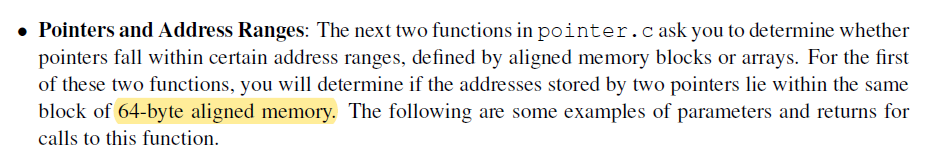 • Pointers and Address Ranges: The next two functions in pointer.c ask you to determine whether
pointers fall within certain address ranges, defined by aligned memory blocks or arrays. For the first
of these two functions, you will determine if the addresses stored by two pointers lie within the same
block of 64-byte aligned memory. The following are some examples of parameters and returns for
calls to this function.